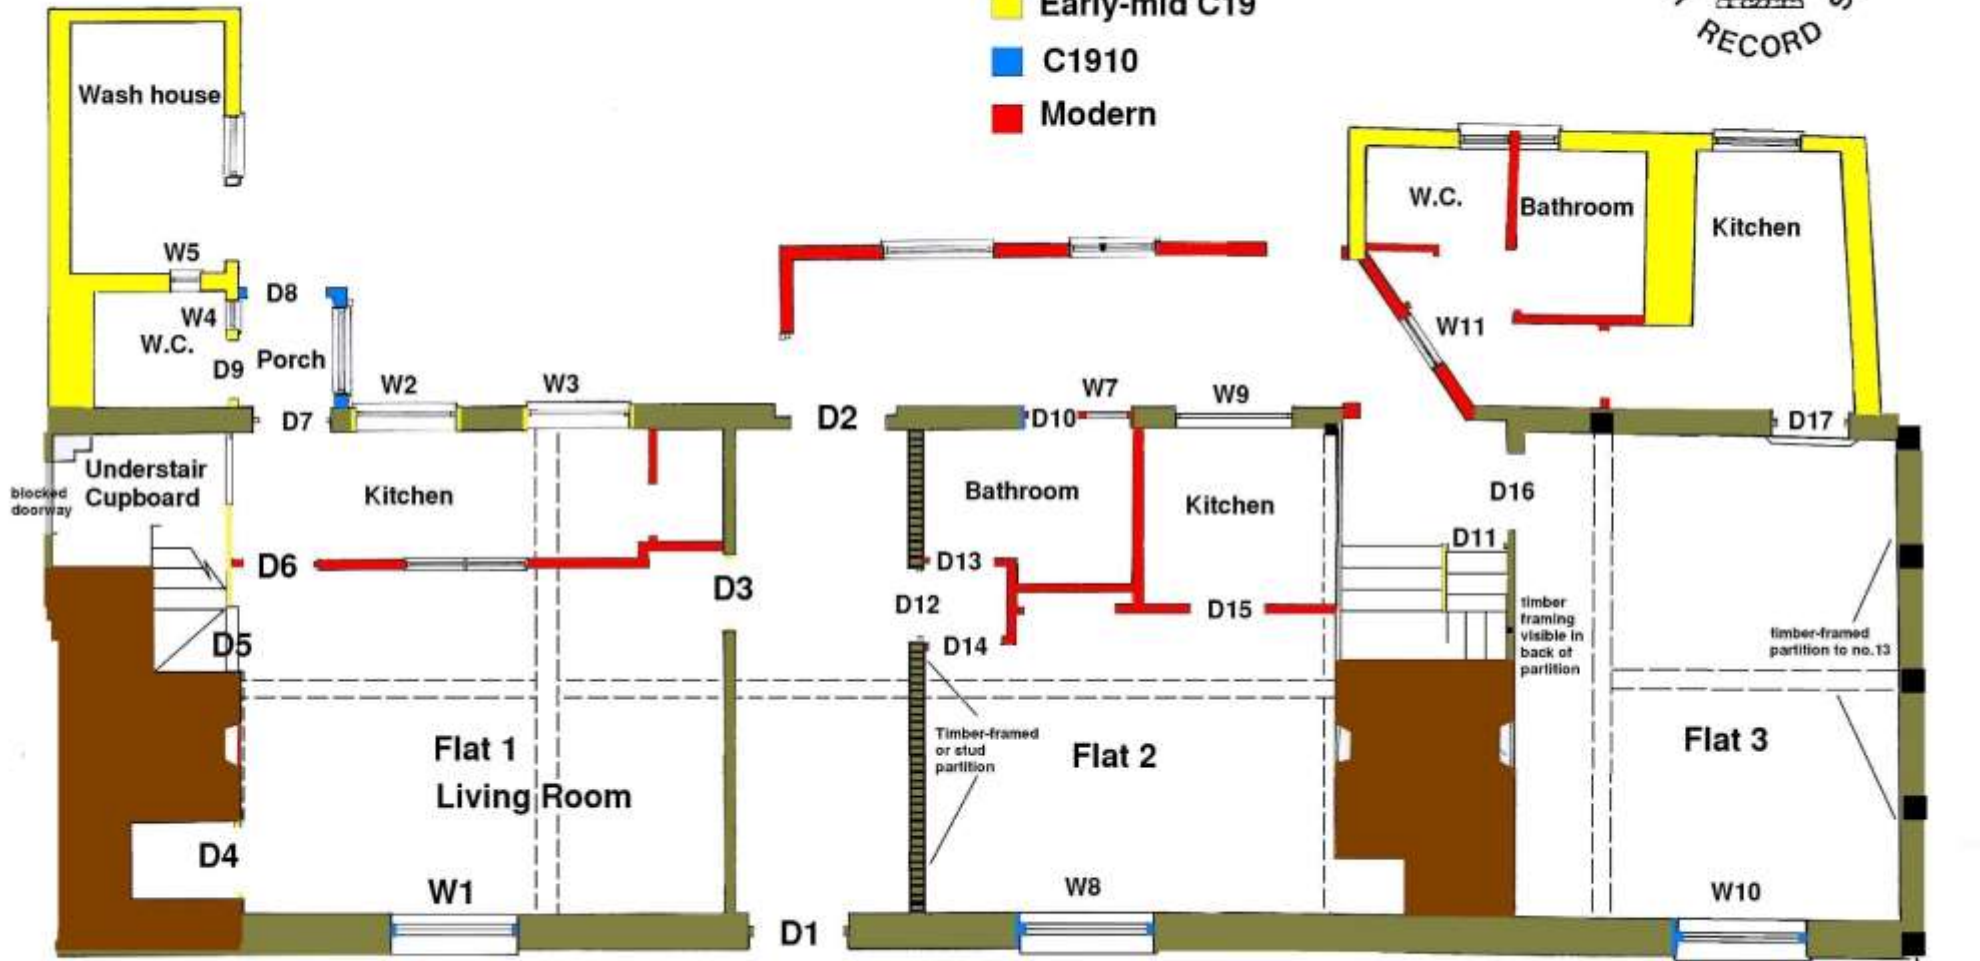 Early-mid C19
C1910
Modern
RECORD
Wash house
W5
D8
W4
W.C.
D9
Porch
W2
W3
D7
D2
W7
D10
W9
W.C.
Bathroom
Kitchen
W11
D17
Understair
Cupboard
blocked
doorway
Kitchen
Bathroom
Kitchen
D16
D11
D6
D3
D13
D12
D15
D14
D5
timber
framing
visible in
back of
partition
timber-framed
partition to no.13
Flat 1
Living Room
Timber-framed
or stud
partition
Flat 2
Flat 3
D4
W1
W8
W10
D1